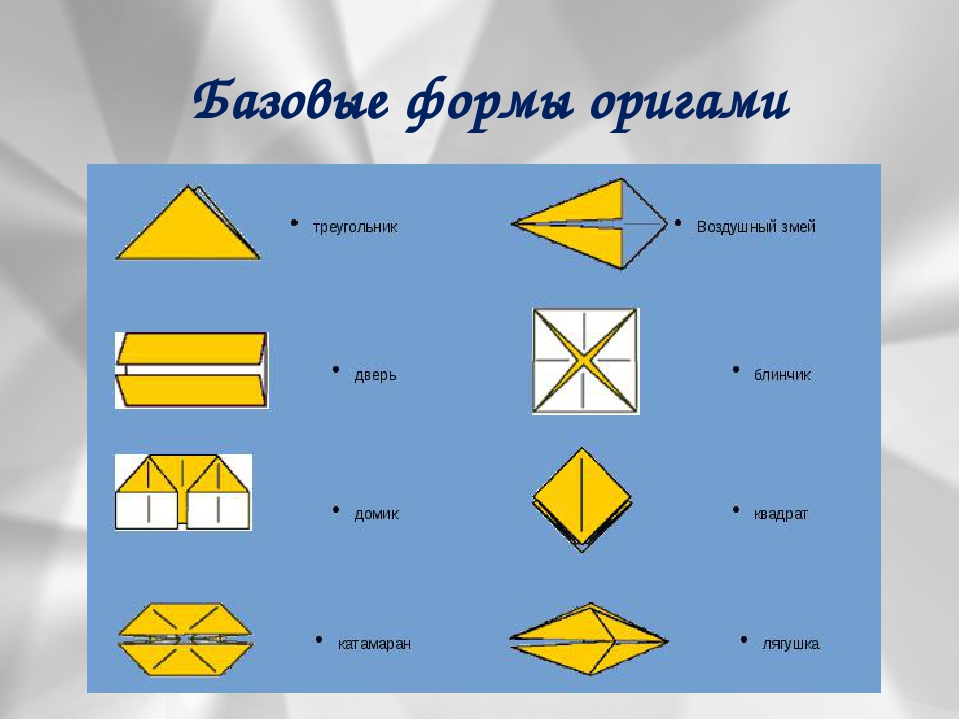 Базовые формы оригами
• треугольник
• Воздушный змей
• дверь
• блинчик
• домик
• квадрат
• катамаран
• лягушка